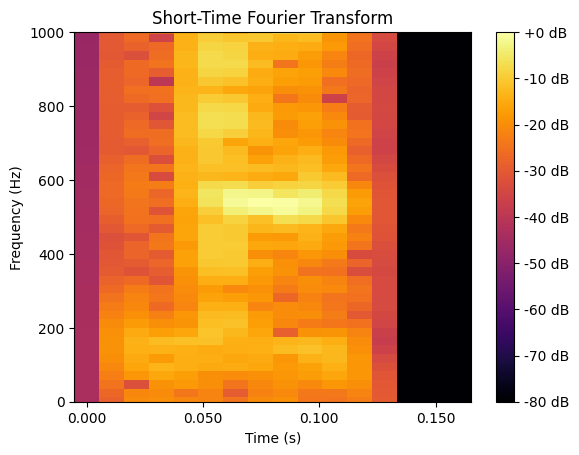 Short-Time Fourier Transform
1000
800
600
400
200
0
Frequency (Hz)
0.000
0.050
0.100
0.150
Time (s)
+0 dB
-10 dB
-20 dB
-30 dB
-40 dB
-50 dB
-60 dB
-70 dB
-80 dB